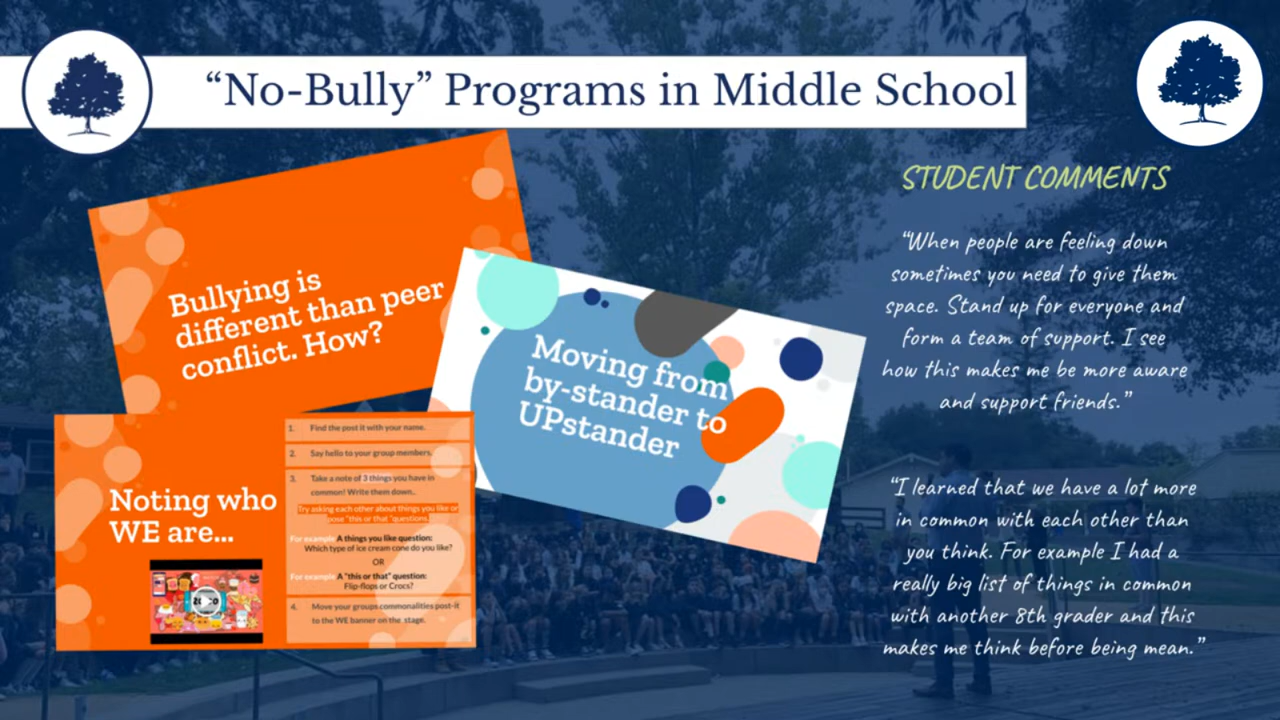 “No-Bully” Programs in Middle School
Bullying is
different than peer
conflict. How?
Moving from
by-stander to
UPstander
Noting who
WE are...
1. Find the post it with your name.
2. Say hello to your group members.
3. Take a note of 3 things you have in
common! Write them down..
Try asking each other about things you like or
pose "this or that "questions.
For example A things you like question:
Which type of ice cream cone do you like?
OR
For example A "this or that" question:
Flip-flops or Crocs?
4. Move your groups commonalities post-it
to the WE banner on the stage.
STUDENT COMMENTS
“When people are feeling down
sometimes you need to give them
space. Stand up for everyone and
form a team of support. I see
how this makes me be more aware
and support friends.”
“I learned that we have a lot more
in common with each other than
you think. For example I had a
really big list of things in common
with another 8th grader and this
makes me think before being mean.”